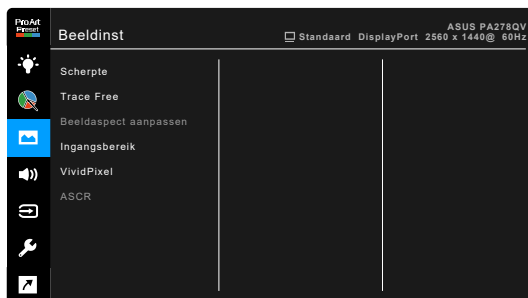 ProArt
Preset
Beeldinst
ASUS PA278QV
Standaard DisplayPort 2560 x 1440@ 60Hz
Scherpte
Trace Free
Beeldaspect aanpassen
Ingangsbereik
VividPixel
ASCR